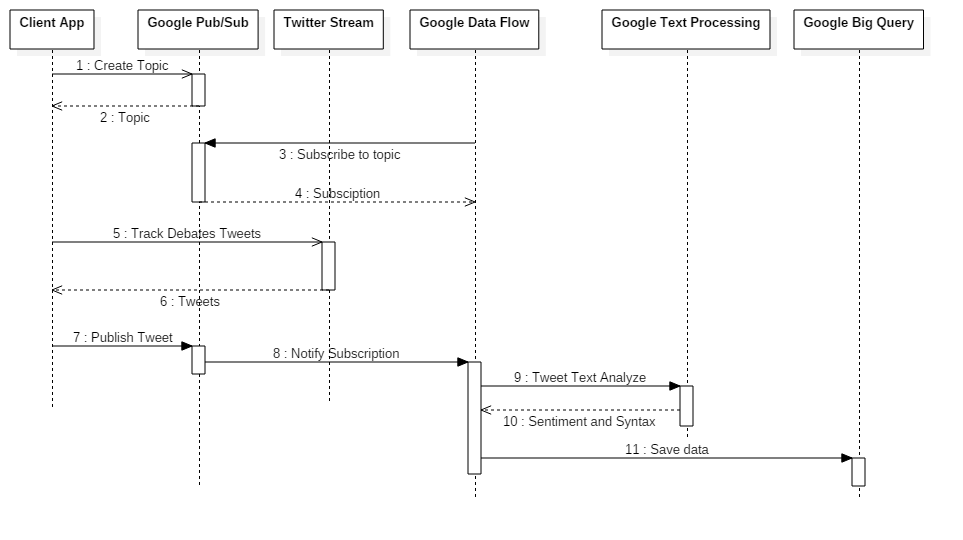 Client App
Google Pub/Sub
Twitter Stream
Google Data Flow
Google Text Processing
Google Big Query
1 : Create Topic
2 : Topic
3 : Subscribe to topic
4 : Subsciption
5 : Track Debates Tweets
6 : Tweets
7 : Publish Tweet
8 : Notify Subscription
9 : Tweet Text Analyze
10 : Sentiment and Syntax
11 : Save data